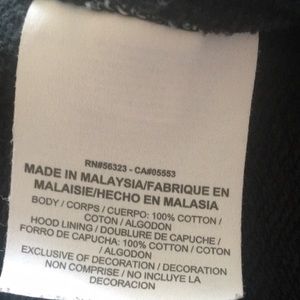 RN#56323 - CA#05553
MADE IN MALAYSIA/FABRIQUE EN
MALAISIE/HECHO EN MALASIA
BODY / CORPS / CUERPO: 100% COTTON /
COTON / ALGODON
HOOD LINING / DOUBLURE DE CAPUCHE /
FORRO DE CAPUCHA: 100% COTTON / COTON
/ ALGODON
EXCLUSIVE OF DECORATION / DECORATION
NON COMPRISE / NO INCLUYE LA
DECORACION